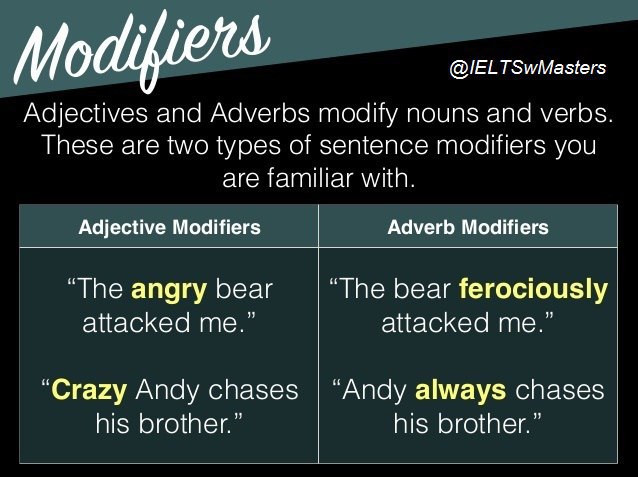 Modifiers
@IELTSwMasters
Adjectives and Adverbs modify nouns and verbs.
These are two types of sentence modifiers you
are familiar with.
Adjective Modifiers
Adverb Modifiers
“The angry bear
attacked me.”
“Crazy Andy chases
his brother.”
“The bear ferociously
attacked me.”
“Andy always chases
his brother.”